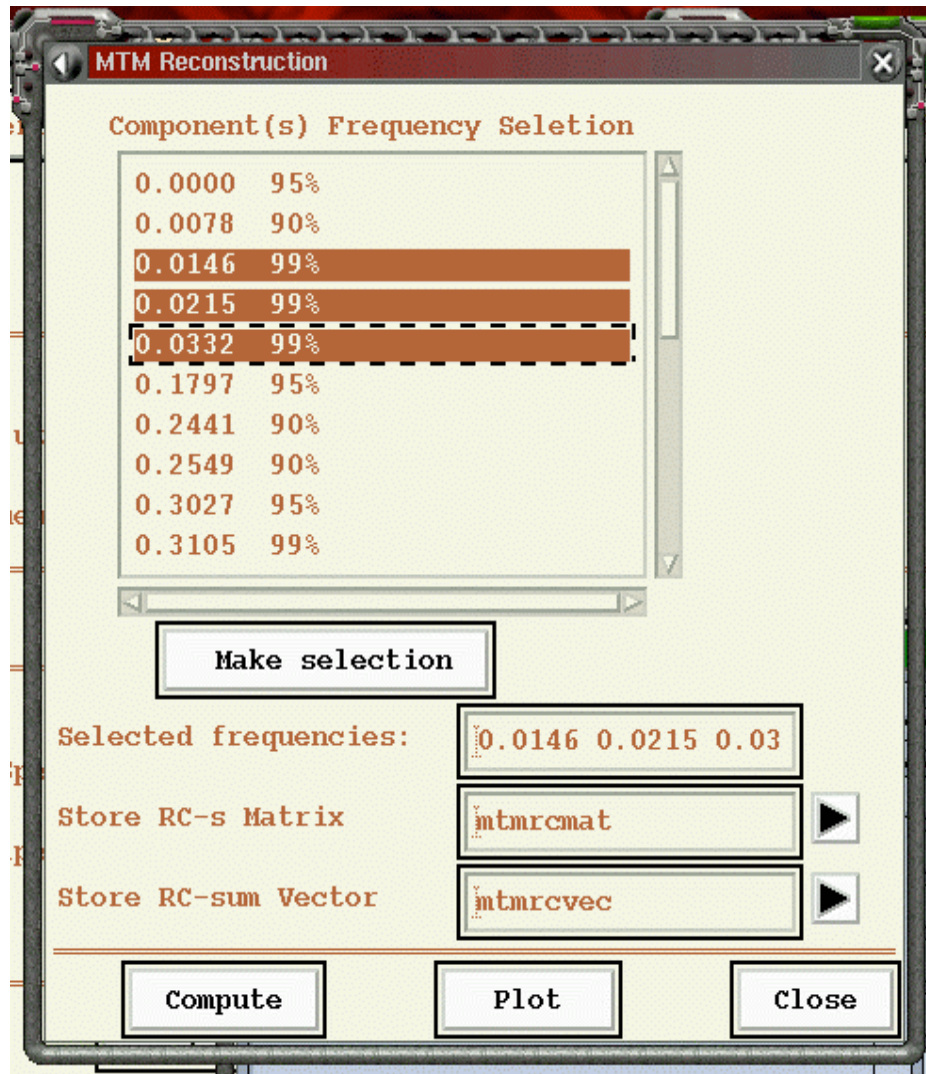 MTM Reconstruction
Component(s) Frequency Seletion
0.0000 95%
0.0078 90%
0.0146 99%
0.0215 99%
0.0332 99%
0.1797 95%
0.2441 90%
0.2549 90%
0.3027 95%
0.3105 99%
Make selection
Selected frequencies: 0.0146 0.0215 0.03
Store RC-s Matrix mtmrcmat
Store RC-sum Vector mtmrcvec
Compute Plot Close